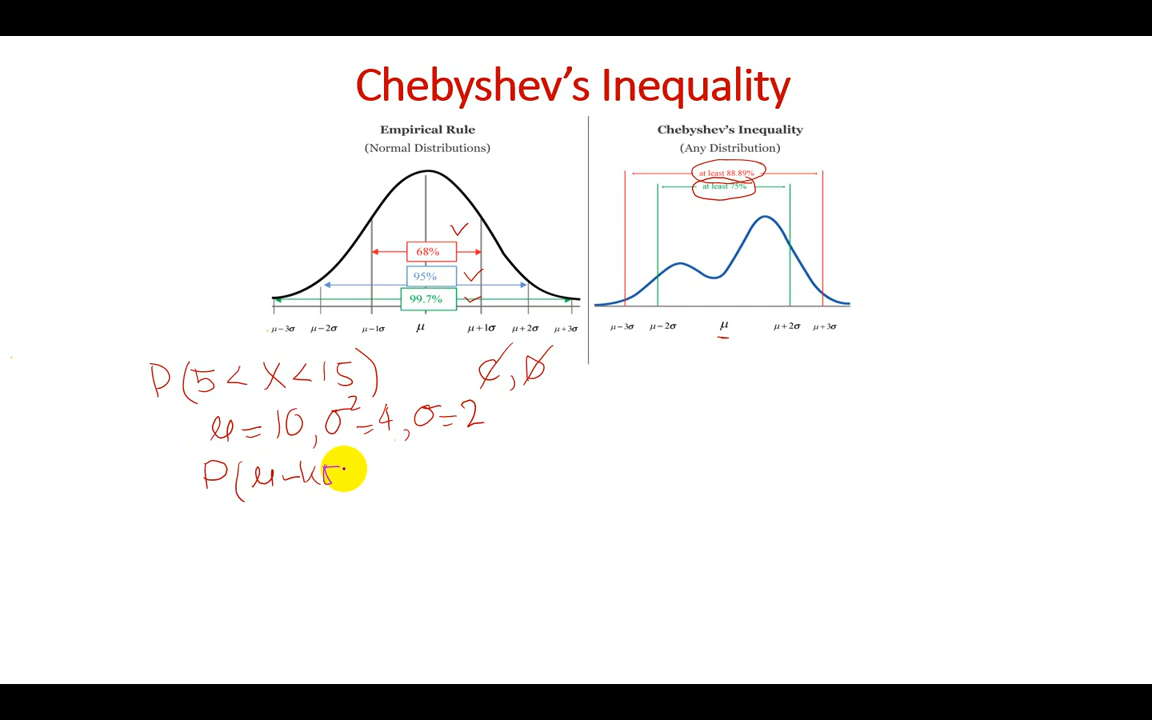 Chebyshev's Inequality
Empirical Rule
(Normal Distributions)
68%
95%
99.7%
μ−3σ μ−2σ μ−1σ μ μ+1σ μ+2σ μ+3σ
Chebyshev's Inequality
(Any Distribution)
at least 88.89%
at least 75%
μ−3σ μ−2σ μ μ+2σ μ+3σ
P(5 < X < 15)
μ = 10, σ² = 4, σ = 2
P(μ − kσ